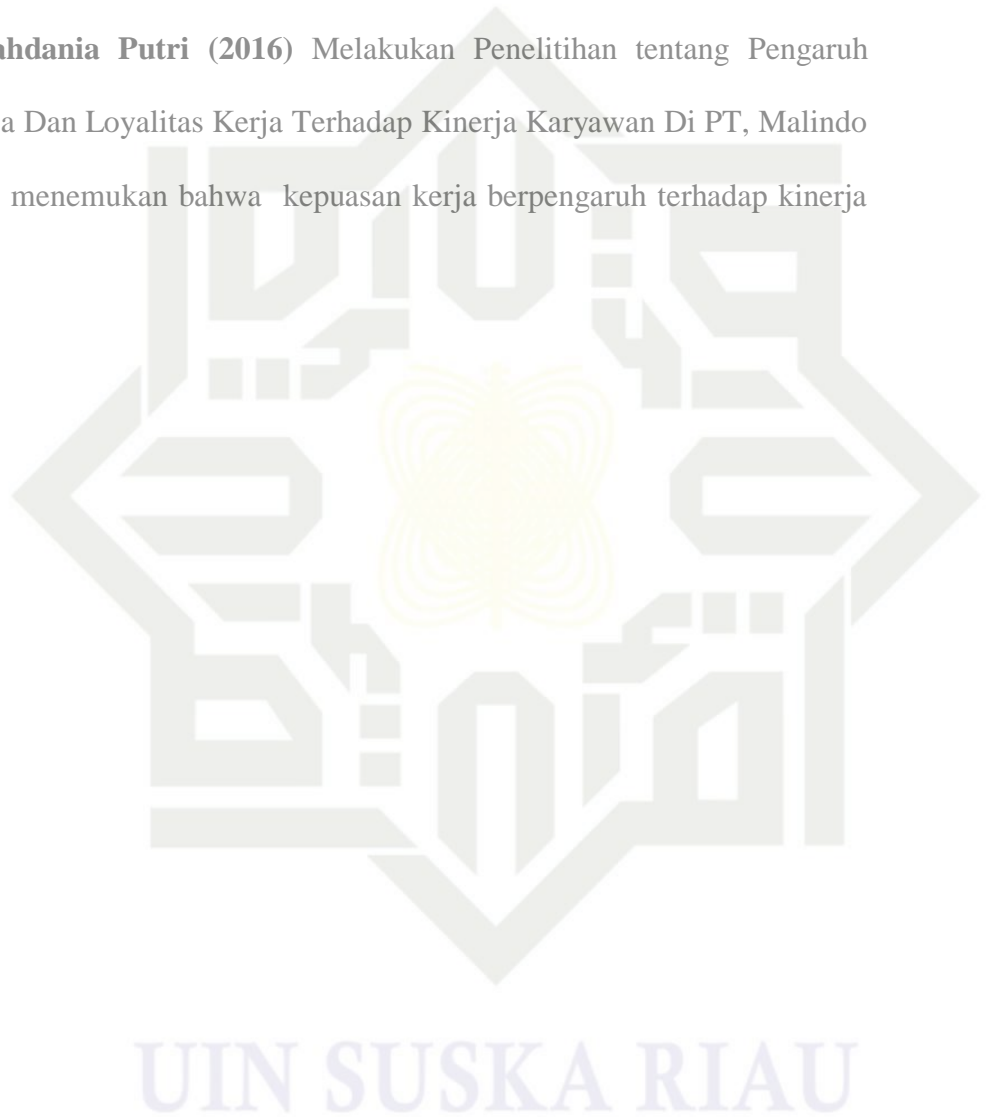 ahdania Putri (2016) Melakukan Penelitihan tentang Pengaruh
a Dan Loyalitas Kerja Terhadap Kinerja Karyawan Di PT, Malindo
menemukan bahwa kepuasan kerja berpengaruh terhadap kinerja
UIN SUSKA RIAU